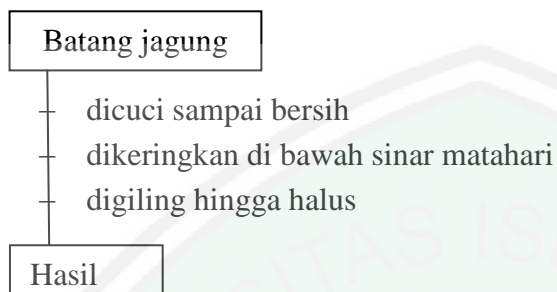 Batang jagung
dicuci sampai bersih
dikeringkan di bawah sinar matahari
digiling hingga halus
Hasil